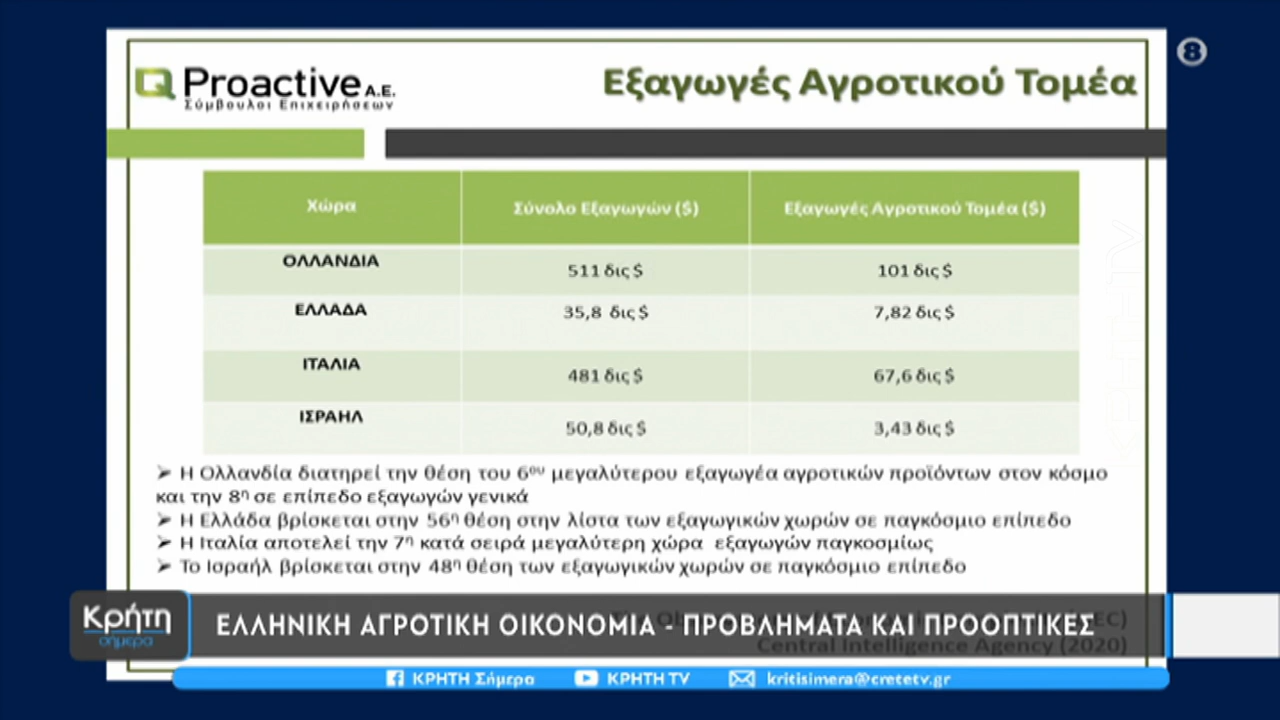 8
Proactive Α.Ε.
Σύμβουλοι Επιχειρήσεων
Εξαγωγές Αγροτικού Τομέα
Χώρα Σύνολο Εξαγωγών ($) Εξαγωγές Αγροτικού Τομέα ($)
ΟΛΛΑΝΔΙΑ 511 δις $ 101 δις $
ΕΛΛΑΔΑ 35,8 δις $ 7,82 δις $
ΙΤΑΛΙΑ 481 δις $ 67,6 δις $
ΙΣΡΑΗΛ 50,8 δις $ 3,43 δις $
➢ Η Ολλανδία διατηρεί την θέση του 6ου μεγαλύτερου εξαγωγέα αγροτικών προϊόντων στον κόσμο
και την 8η σε επίπεδο εξαγωγών γενικά
➢ Η Ελλάδα βρίσκεται στην 56η θέση στην λίστα των εξαγωγικών χωρών σε παγκόσμιο επίπεδο
➢ Η Ιταλία αποτελεί την 7η κατά σειρά μεγαλύτερη χώρα εξαγωγών παγκοσμίως
➢ Το Ισραήλ βρίσκεται στην 48η θέση των εξαγωγικών χωρών σε παγκόσμιο επίπεδο
Κρήτη
σήμερα
ΕΛΛΗΝΙΚΗ ΑΓΡΟΤΙΚΗ ΟΙΚΟΝΟΜΙΑ - ΠΡΟΒΛΗΜΑΤΑ ΚΑΙ ΠΡΟΟΠΤΙΚΕΣ
Central Intelligence Agency (2020)
ΚΡΗΤΗ Σήμερα ΚΡΗΤΗ TV kritisimera@cretetv.gr